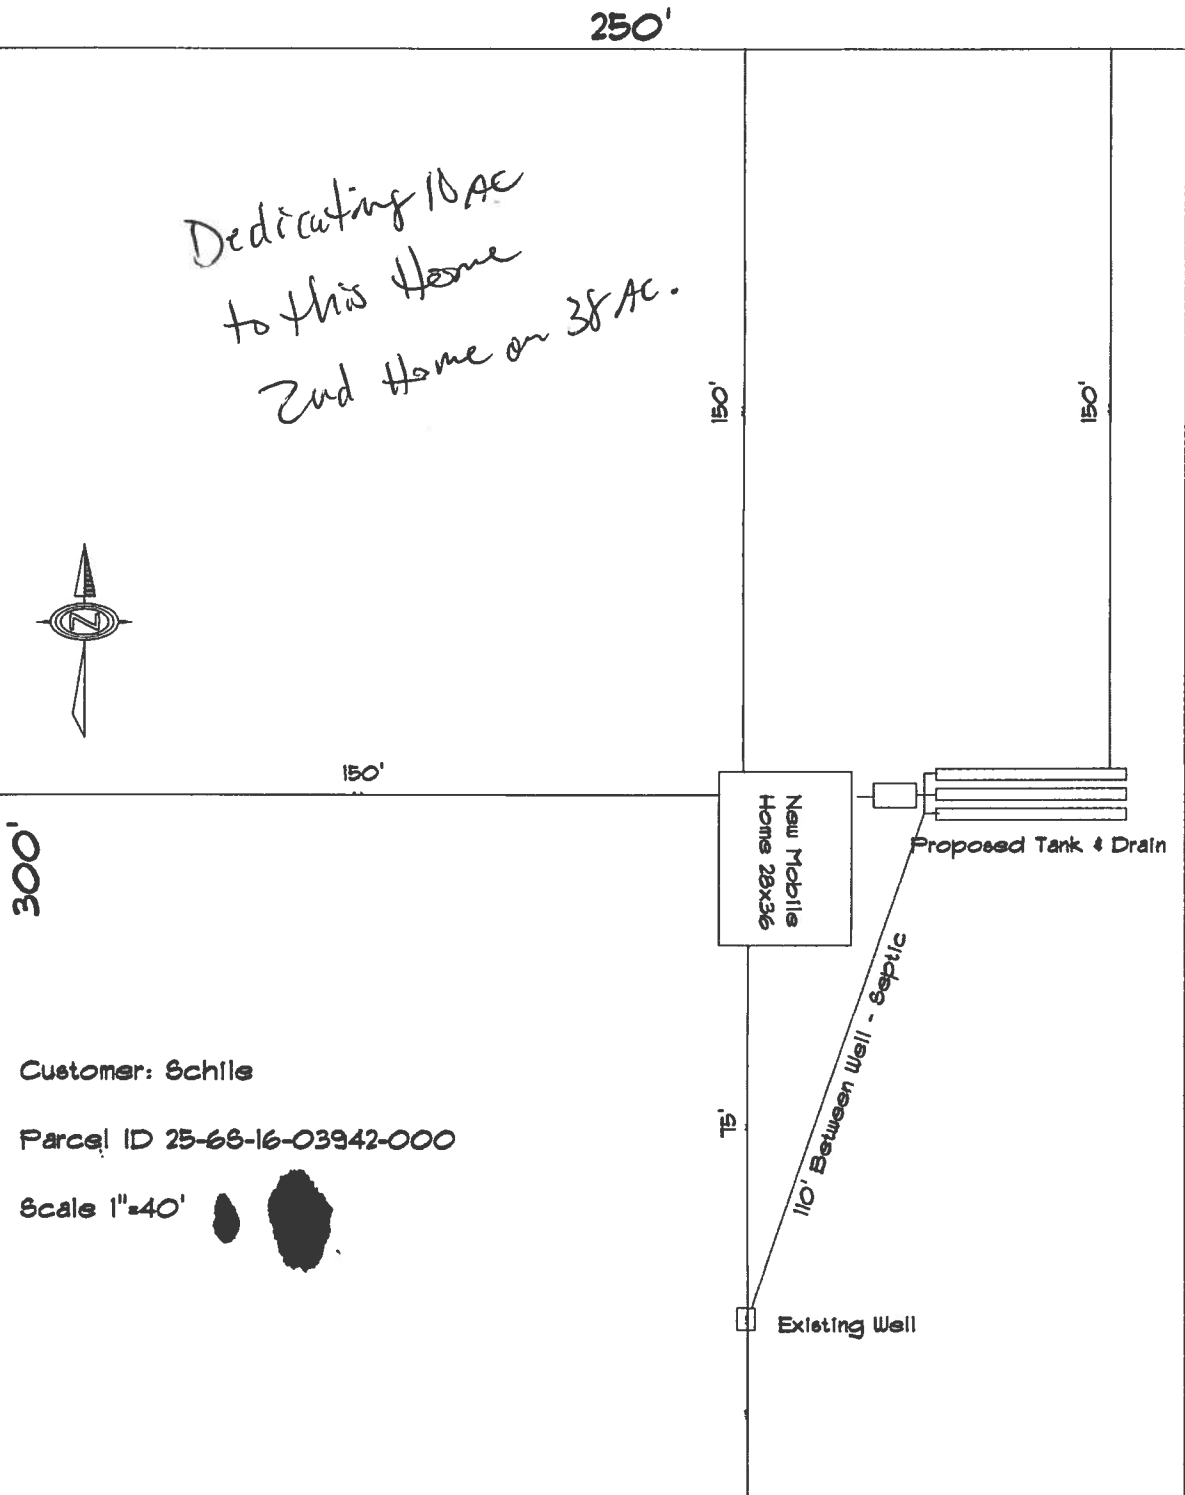 250'
Dedicating 10 AC
to this Home
2nd Home on 38 AC.
150'
150'
N
150'
300'
New Mobile
Home 28x36
Proposed Tank & Drain
110' Between Well - Septic
75'
Customer: Schile
Parcel ID 25-6S-16-03942-000
Scale 1"=40'
Existing Well